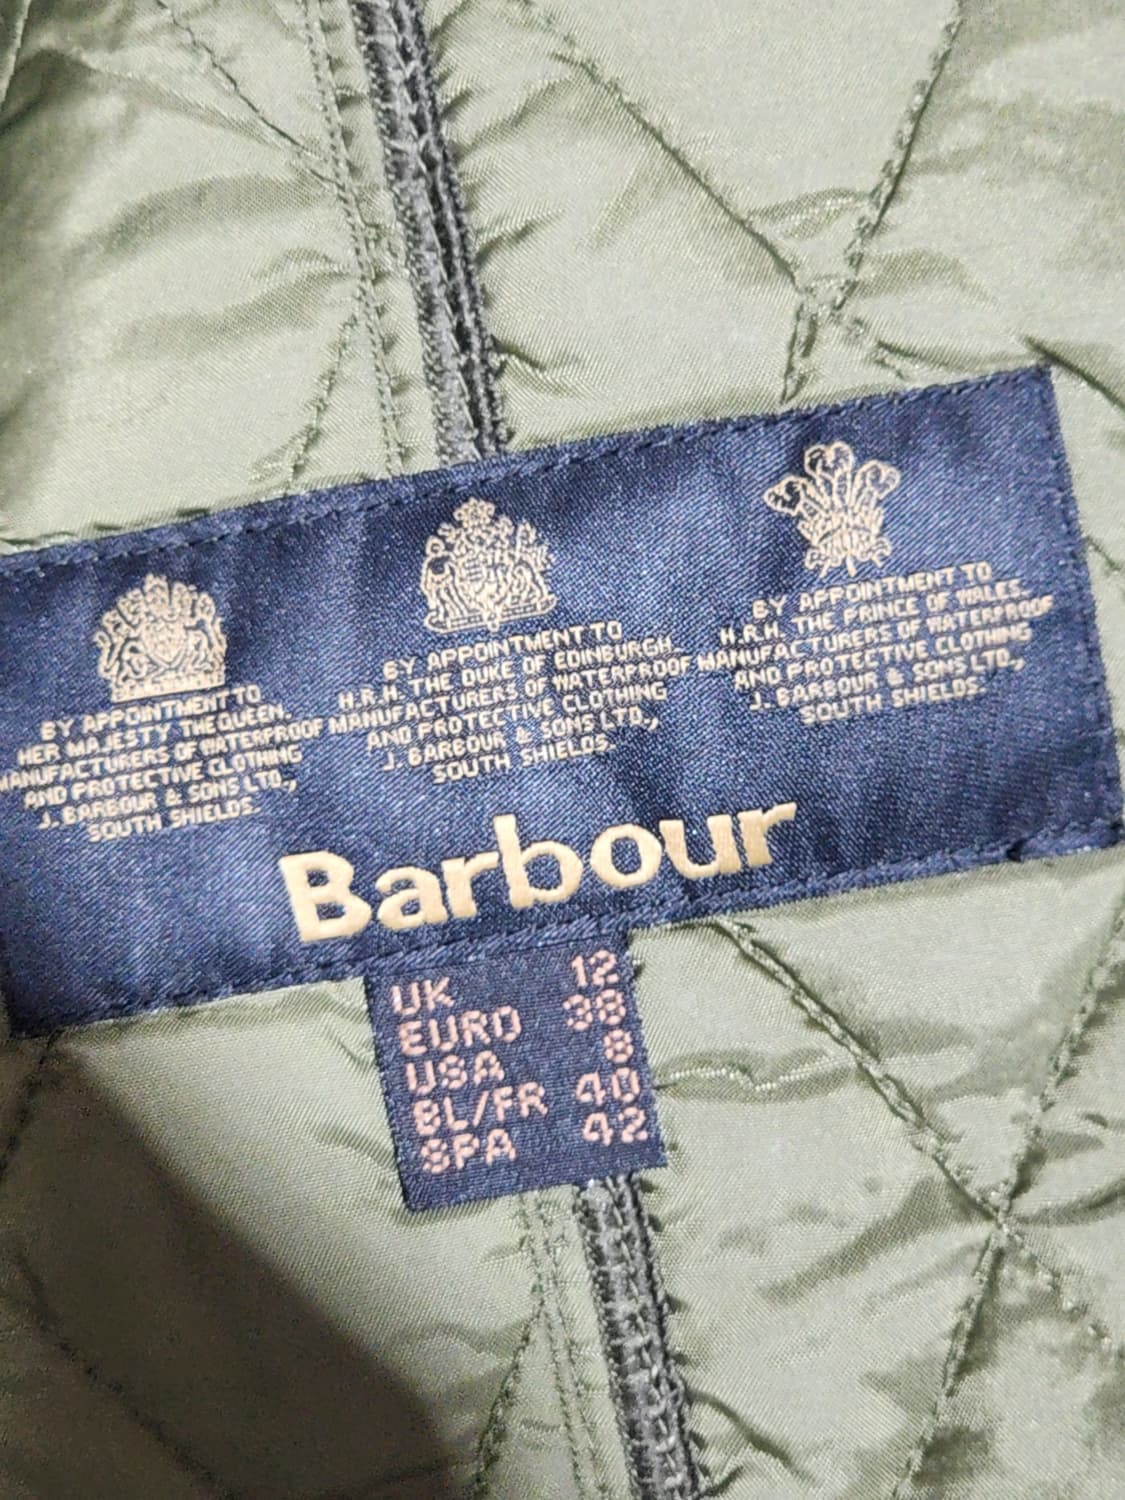 BY APPOINTMENT TO
HER MAJESTY THE QUEEN,
MANUFACTURERS OF WATERPROOF
AND PROTECTIVE CLOTHING
J. BARBOUR & SONS LTD.,
SOUTH SHIELDS.
BY APPOINTMENT TO
H.R.H. THE DUKE OF EDINBURGH
MANUFACTURERS OF WATERPROOF
AND PROTECTIVE CLOTHING
J. BARBOUR & SONS LTD.,
SOUTH SHIELDS.
BY APPOINTMENT TO
H.R.H. THE PRINCE OF WALES.
MANUFACTURERS OF WATERPROOF
AND PROTECTIVE CLOTHING
J. BARBOUR & SONS LTD.,
SOUTH SHIELDS.
Barbour
UK 12
EURO 38
USA 8
BL/FR 40
SPA 42